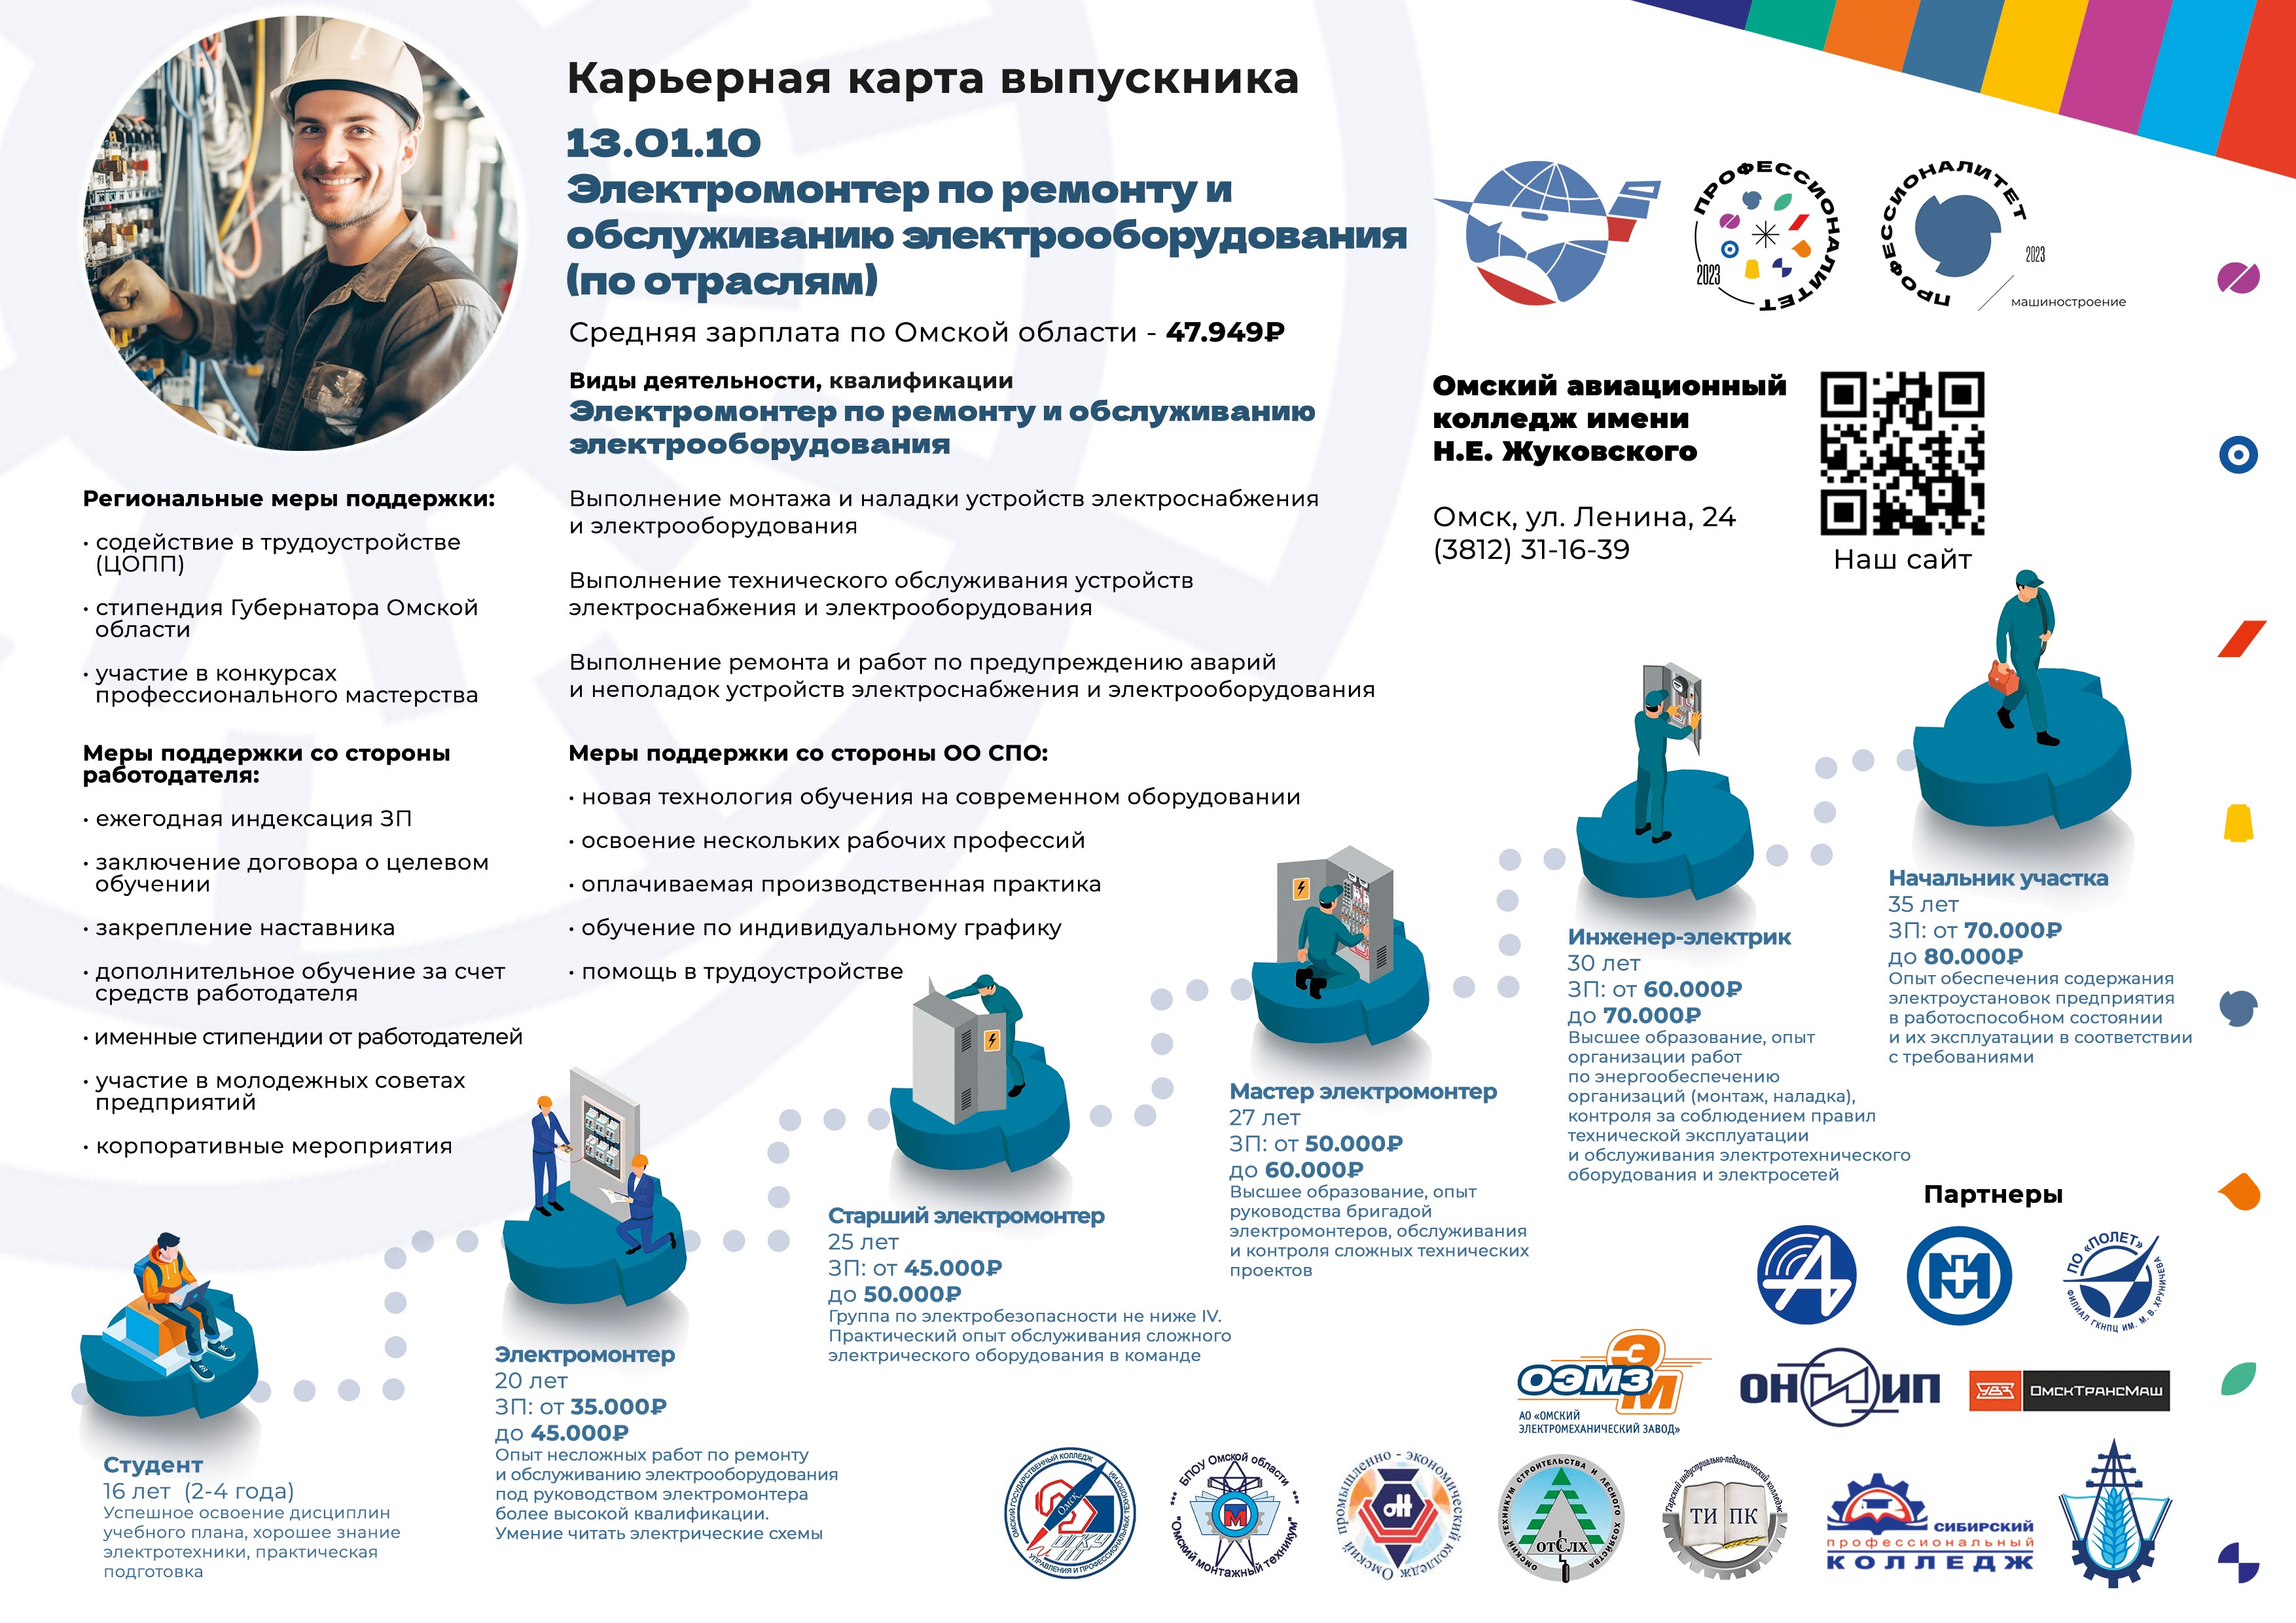 Карьерная карта выпускника
13.01.10
Электромонтер по ремонту и
обслуживанию электрооборудования
(по отраслям)
Средняя зарплата по Омской области - 47.949₽
Виды деятельности, квалификации
Электромонтер по ремонту и обслуживанию
электрооборудования
Выполнение монтажа и наладки устройств электроснабжения
и электрооборудования
Выполнение технического обслуживания устройств
электроснабжения и электрооборудования
Выполнение ремонта и работ по предупреждению аварий
и неполадок устройств электроснабжения и электрооборудования
ПРОФЕССИОНАЛИТЕТ
2023
ПРОФЕССИОНАЛИТЕТ
2023
машиностроение
Омский авиационный
колледж имени
Н.Е. Жуковского
Омск, ул. Ленина, 24
(3812) 31-16-39
Наш сайт
Региональные меры поддержки:
· содействие в трудоустройстве
(ЦОПП)
· стипендия Губернатора Омской
области
· участие в конкурсах
профессионального мастерства
Меры поддержки со стороны
работодателя:
· ежегодная индексация ЗП
· заключение договора о целевом
обучении
· закрепление наставника
· дополнительное обучение за счет
средств работодателя
· именные стипендии от работодателей
· участие в молодежных советах
предприятий
· корпоративные мероприятия
Меры поддержки со стороны ОО СПО:
· новая технология обучения на современном оборудовании
· освоение нескольких рабочих профессий
· оплачиваемая производственная практика
· обучение по индивидуальному графику
· помощь в трудоустройстве
Студент
16 лет (2-4 года)
Успешное освоение дисциплин
учебного плана, хорошее знание
электротехники, практическая
подготовка
Электромонтер
20 лет
ЗП: от 35.000₽
до 45.000₽
Опыт несложных работ по ремонту
и обслуживанию электрооборудования
под руководством электромонтера
более высокой квалификации.
Умение читать электрические схемы
Старший электромонтер
25 лет
ЗП: от 45.000₽
до 50.000₽
Группа по электробезопасности не ниже IV.
Практический опыт обслуживания сложного
электрического оборудования в команде
Мастер электромонтер
27 лет
ЗП: от 50.000₽
до 60.000₽
Высшее образование, опыт
руководства бригадой
электромонтеров, обслуживания
и контроля сложных технических
проектов
Инженер-электрик
30 лет
ЗП: от 60.000₽
до 70.000₽
Высшее образование, опыт
организации работ
по энергообеспечению
организаций (монтаж, наладка),
контроля за соблюдением правил
технической эксплуатации
и обслуживания электротехнического
оборудования и электросетей
Начальник участка
35 лет
ЗП: от 70.000₽
до 80.000₽
Опыт обеспечения содержания
электроустановок предприятия
в работоспособном состоянии
и их эксплуатации в соответствии
с требованиями
Партнеры
ПО «ПОЛЕТ»
ФИЛИАЛ ГКНПЦ ИМ. М. В. ХРУНИЧЕВА
ОЭМЗ
ЭМ
АО «ОМСКИЙ
ЭЛЕКТРОМЕХАНИЧЕСКИЙ ЗАВОД»
ОНИИП
УВЗ ОМСКТРАНСМАШ
ОМСКИЙ ГОСУДАРСТВЕННЫЙ КОЛЛЕДЖ
УПРАВЛЕНИЯ И ПРОФЕССИОНАЛЬНЫХ ТЕХНОЛОГИЙ
Омск
БПОУ Омской области
"Омский монтажный техникум"
М
Омский промышленно - экономический колледж
ОМСКИЙ ТЕХНИКУМ СТРОИТЕЛЬСТВА И ЛЕСНОГО ХОЗЯЙСТВА
отСлх
Тарский индустриально-педагогический колледж
ТИ ПК
СИБИРСКИЙ
профессиональный
КОЛЛЕДЖ